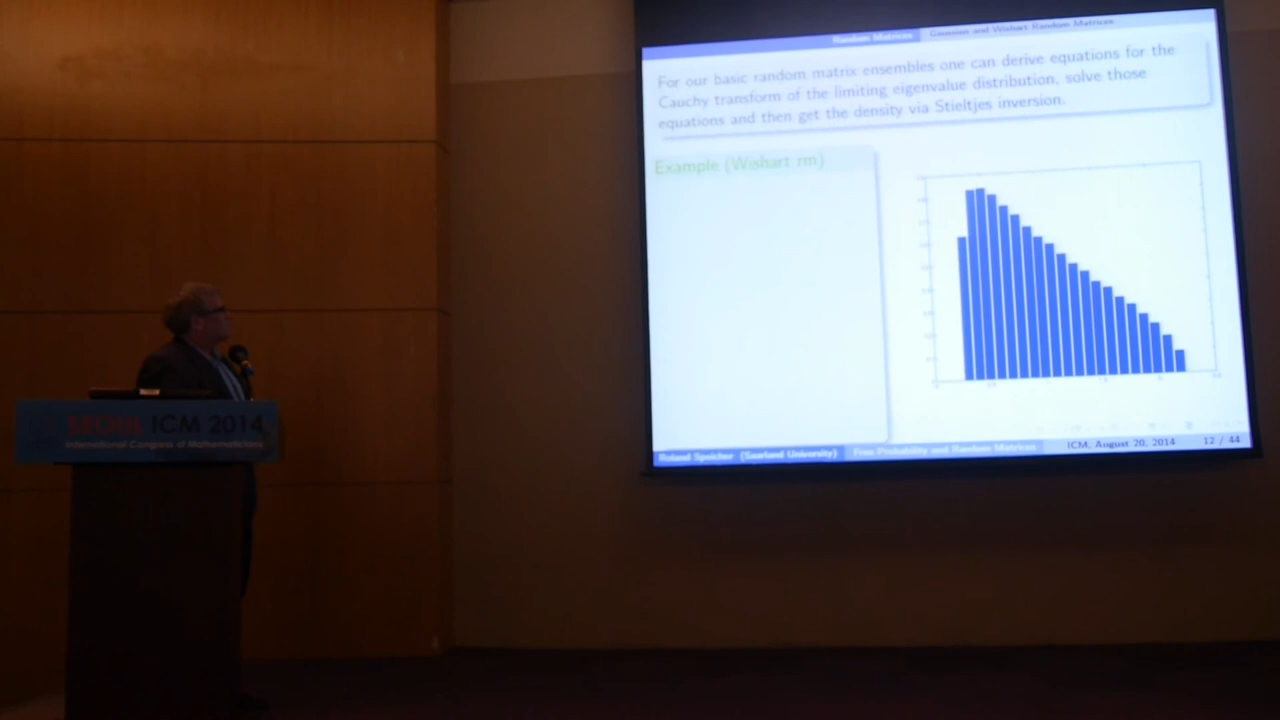 Random Matrices Gaussian and Wishart Random Matrices
For our basic random matrix ensembles one can derive equations for the
Cauchy transform of the limiting eigenvalue distribution, solve those
equations and then get the density via Stieltjes inversion.
Example (Wishart rm)
Roland Speicher (Saarland University) Free Probability and Random Matrices ICM, August 20, 2014 12 / 44
SEOUL ICM 2014
International Congress of Mathematicians